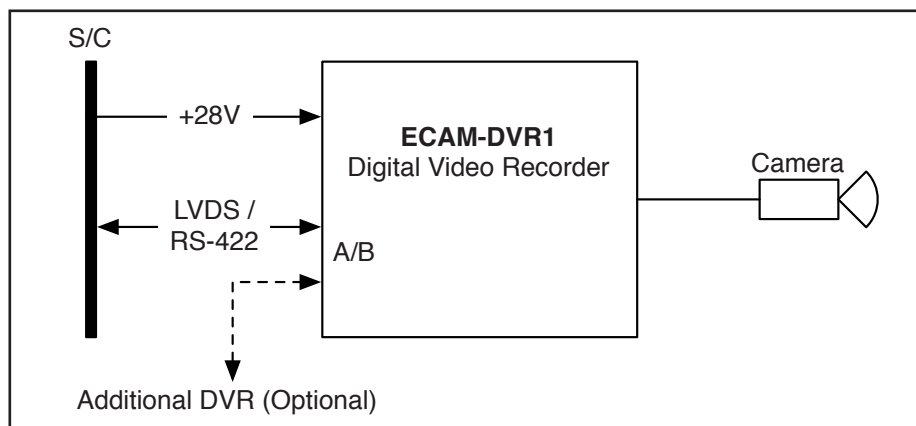 S/C
+28V
ECAM-DVR1
Digital Video Recorder
Camera
LVDS /
RS-422
A/B
Additional DVR (Optional)